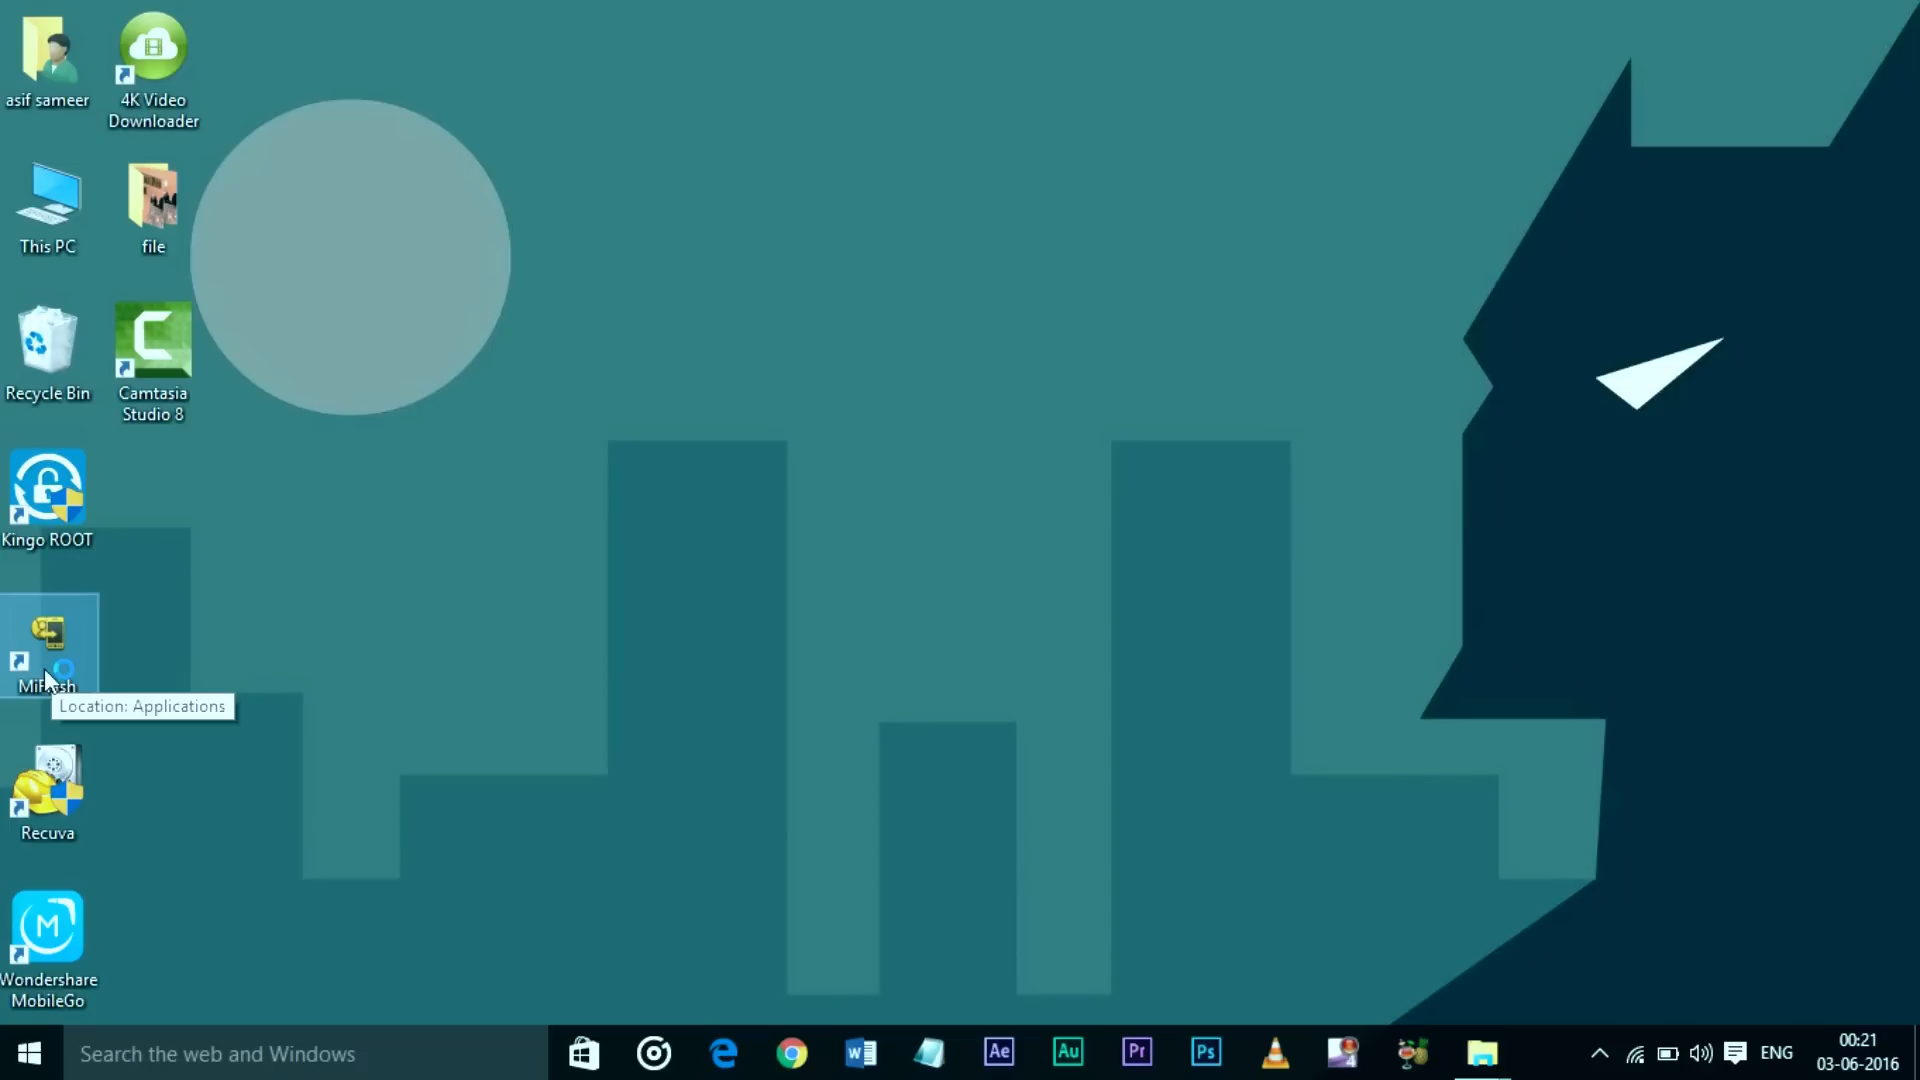 asif sameer
4K Video
Downloader
This PC
file
Recycle Bin
Camtasia
Studio 8
Kingo ROOT
Location: Applications
Recuva
Wondershare
MobileGo
Search the web and Windows
W
Ae
Au
Pr
Ps
4
ENG
00:21
03-06-2016